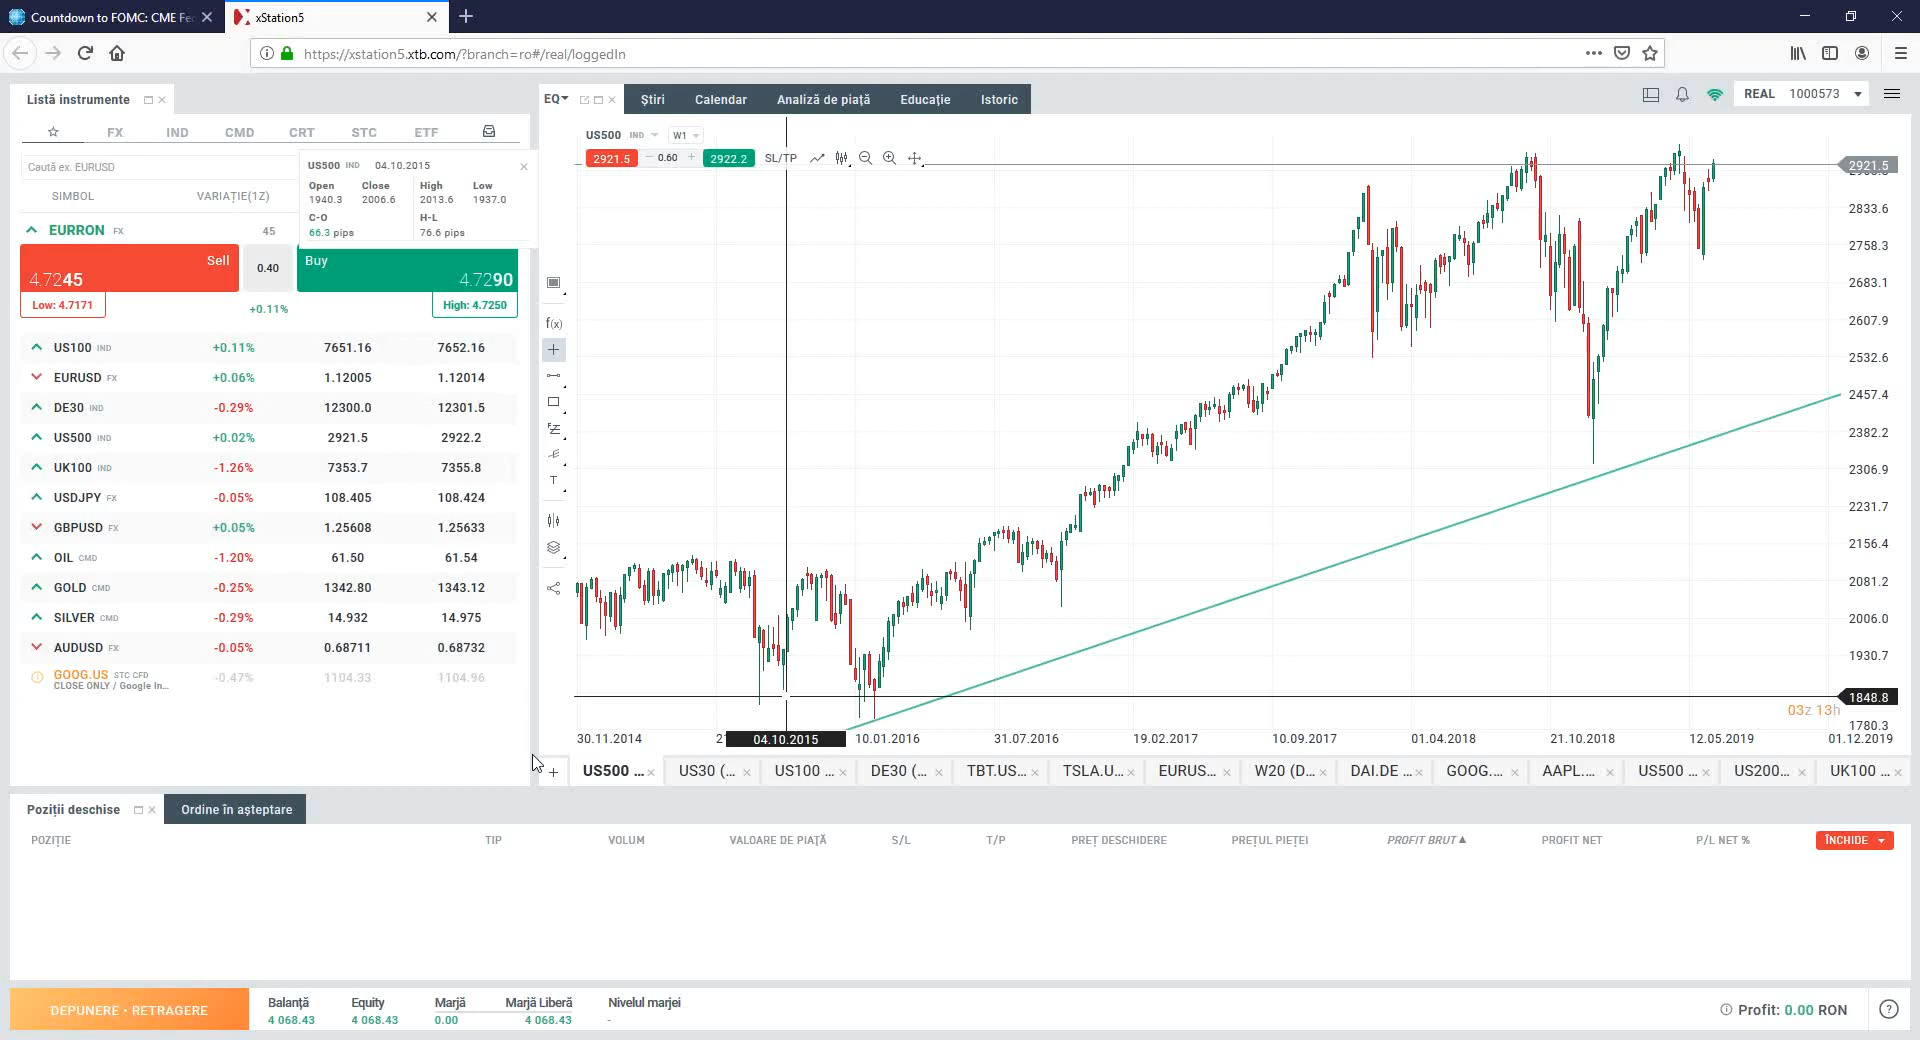 Countdown to FOMC: CME Fe
xStation5
https://xstation5.xtb.com/?branch=ro#/real/loggedIn
Listă instrumente
EQ
Știri
Calendar
Analiză de piață
Educație
Istoric
REAL 1000573
FX
IND
CMD
CRT
STC
ETF
Caută ex. EURUSD
SIMBOL
VARIAȚIE(1Z)
US500 IND 04.10.2015
Open
Close
High
Low
1940.3
2006.6
2013.6
1937.0
C-O
H-L
66.3 pips
76.6 pips
EURRON FX
45
Sell
4.7245
0.40
Buy
4.7290
Low: 4.7171
+0.11%
High: 4.7250
US100 IND +0.11% 7651.16 7652.16
EURUSD FX +0.06% 1.12005 1.12014
DE30 IND -0.29% 12300.0 12301.5
US500 IND +0.02% 2921.5 2922.2
UK100 IND -1.26% 7353.7 7355.8
USDJPY FX -0.05% 108.405 108.424
GBPUSD FX +0.05% 1.25608 1.25633
OIL CMD -1.20% 61.50 61.54
GOLD CMD -0.25% 1342.80 1343.12
SILVER CMD -0.29% 14.932 14.975
AUDUSD FX -0.05% 0.68711 0.68732
GOOG.US STC CFD -0.47% 1104.33 1104.96
CLOSE ONLY / Google In...
US500 IND W1
2921.5 0.60 2922.2 SL/TP
f(x)
T
2921.5
2833.6
2758.3
2683.1
2607.9
2532.6
2457.4
2382.2
2306.9
2231.7
2156.4
2081.2
2006.0
1930.7
1848.8
03z 13h
1780.3
30.11.2014
04.10.2015
10.01.2016
31.07.2016
19.02.2017
10.09.2017
01.04.2018
21.10.2018
12.05.2019
01.12.2019
US500 ...
US30 (...
US100 ...
DE30 (...
TBT.US...
TSLA.U...
EURUS...
W20 (D...
DAI.DE ...
GOOG....
AAPL....
US500 ...
US200...
UK100 ...
Poziții deschise
Ordine în așteptare
POZIȚIE
TIP
VOLUM
VALOARE DE PIAȚĂ
S/L
T/P
PREȚ DESCHIDERE
PREȚUL PIEȚEI
PROFIT BRUT
PROFIT NET
P/L NET %
ÎNCHIDE
DEPUNERE • RETRAGERE
Balanță
Equity
Marjă
Marjă Liberă
Nivelul marjei
4 068.43
4 068.43
0.00
4 068.43
-
Profit: 0.00 RON